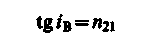 tg i_B = n_21